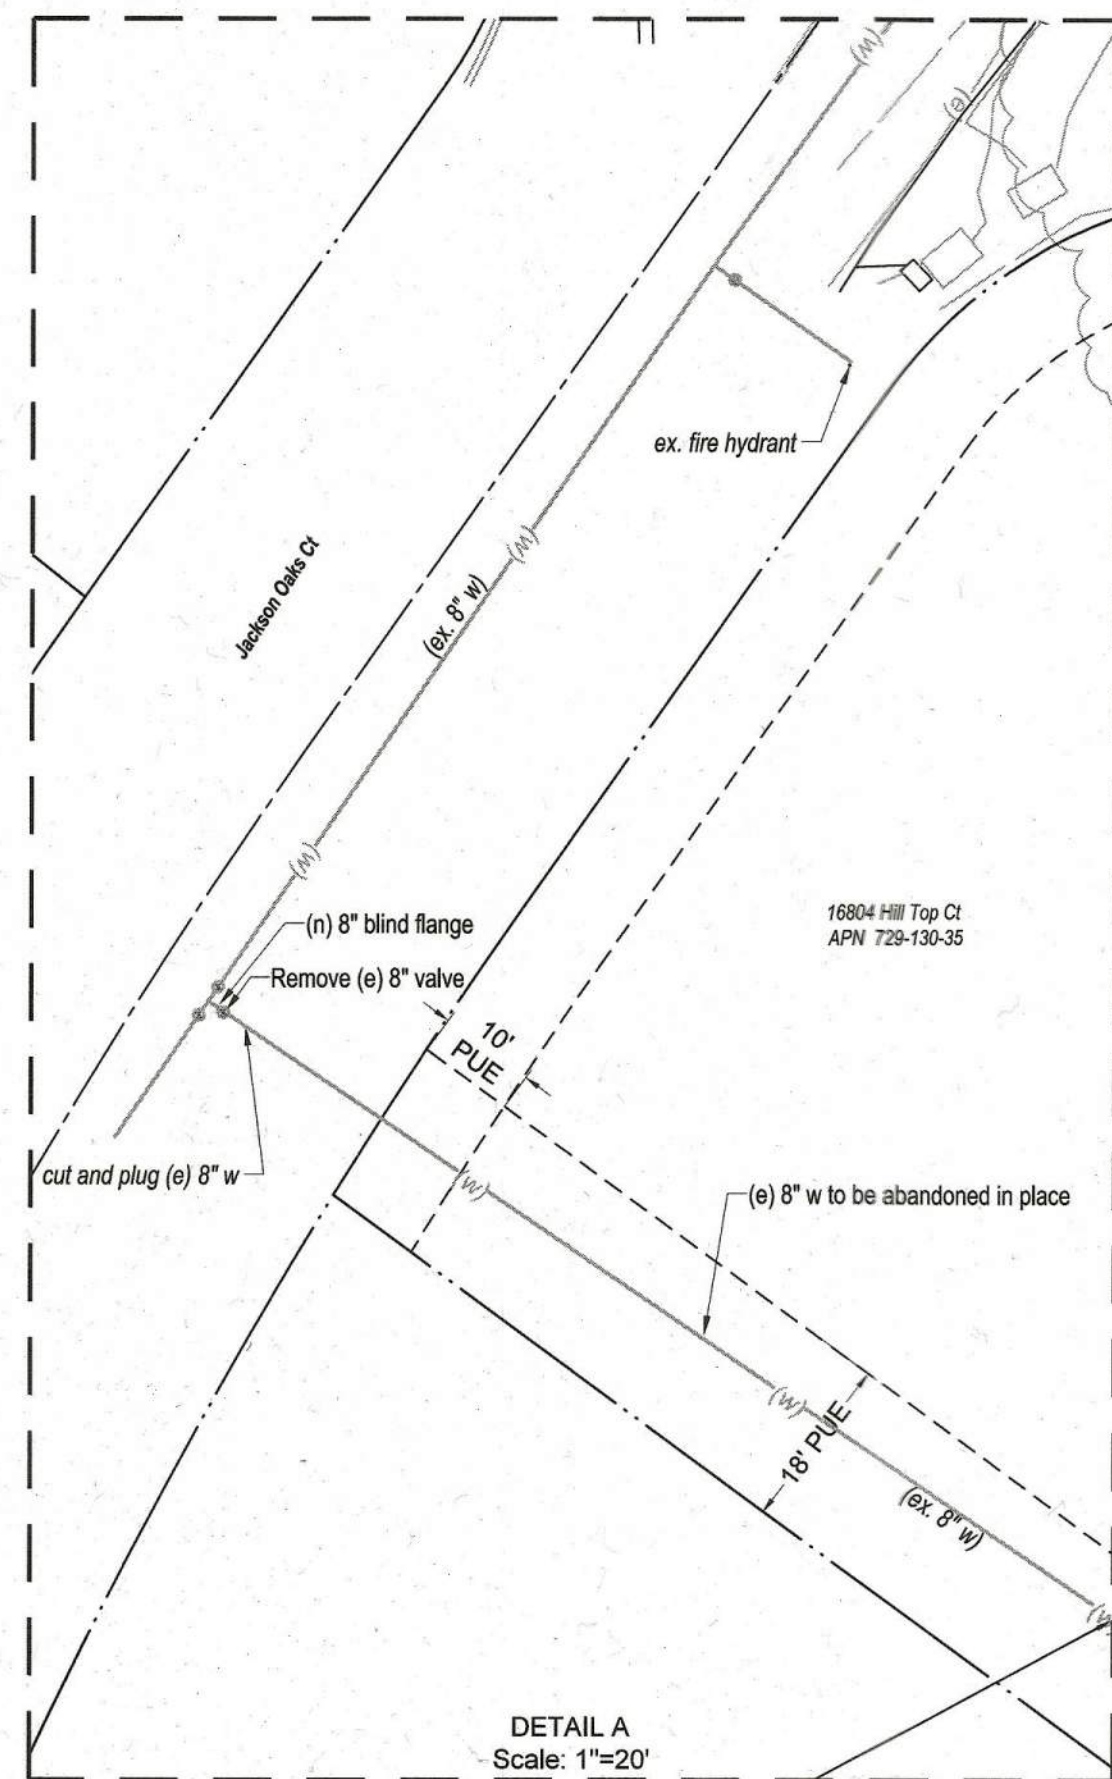 (w)
(e)
ex. fire hydrant
(w)
Jackson Oaks Ct
(ex. 8" w)
(w)
16804 Hill Top Ct
APN 729-130-35
(n) 8" blind flange
Remove (e) 8" valve
10'
PUE
cut and plug (e) 8" w
(w)
(e) 8" w to be abandoned in place
(w)
18' PUE
(ex. 8" w)
(w)
DETAIL A
Scale: 1"=20'